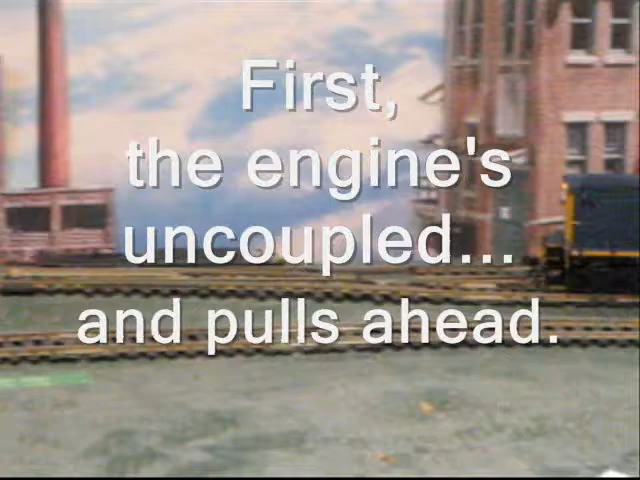 First,
the engine's
uncoupled...
and pulls ahead.